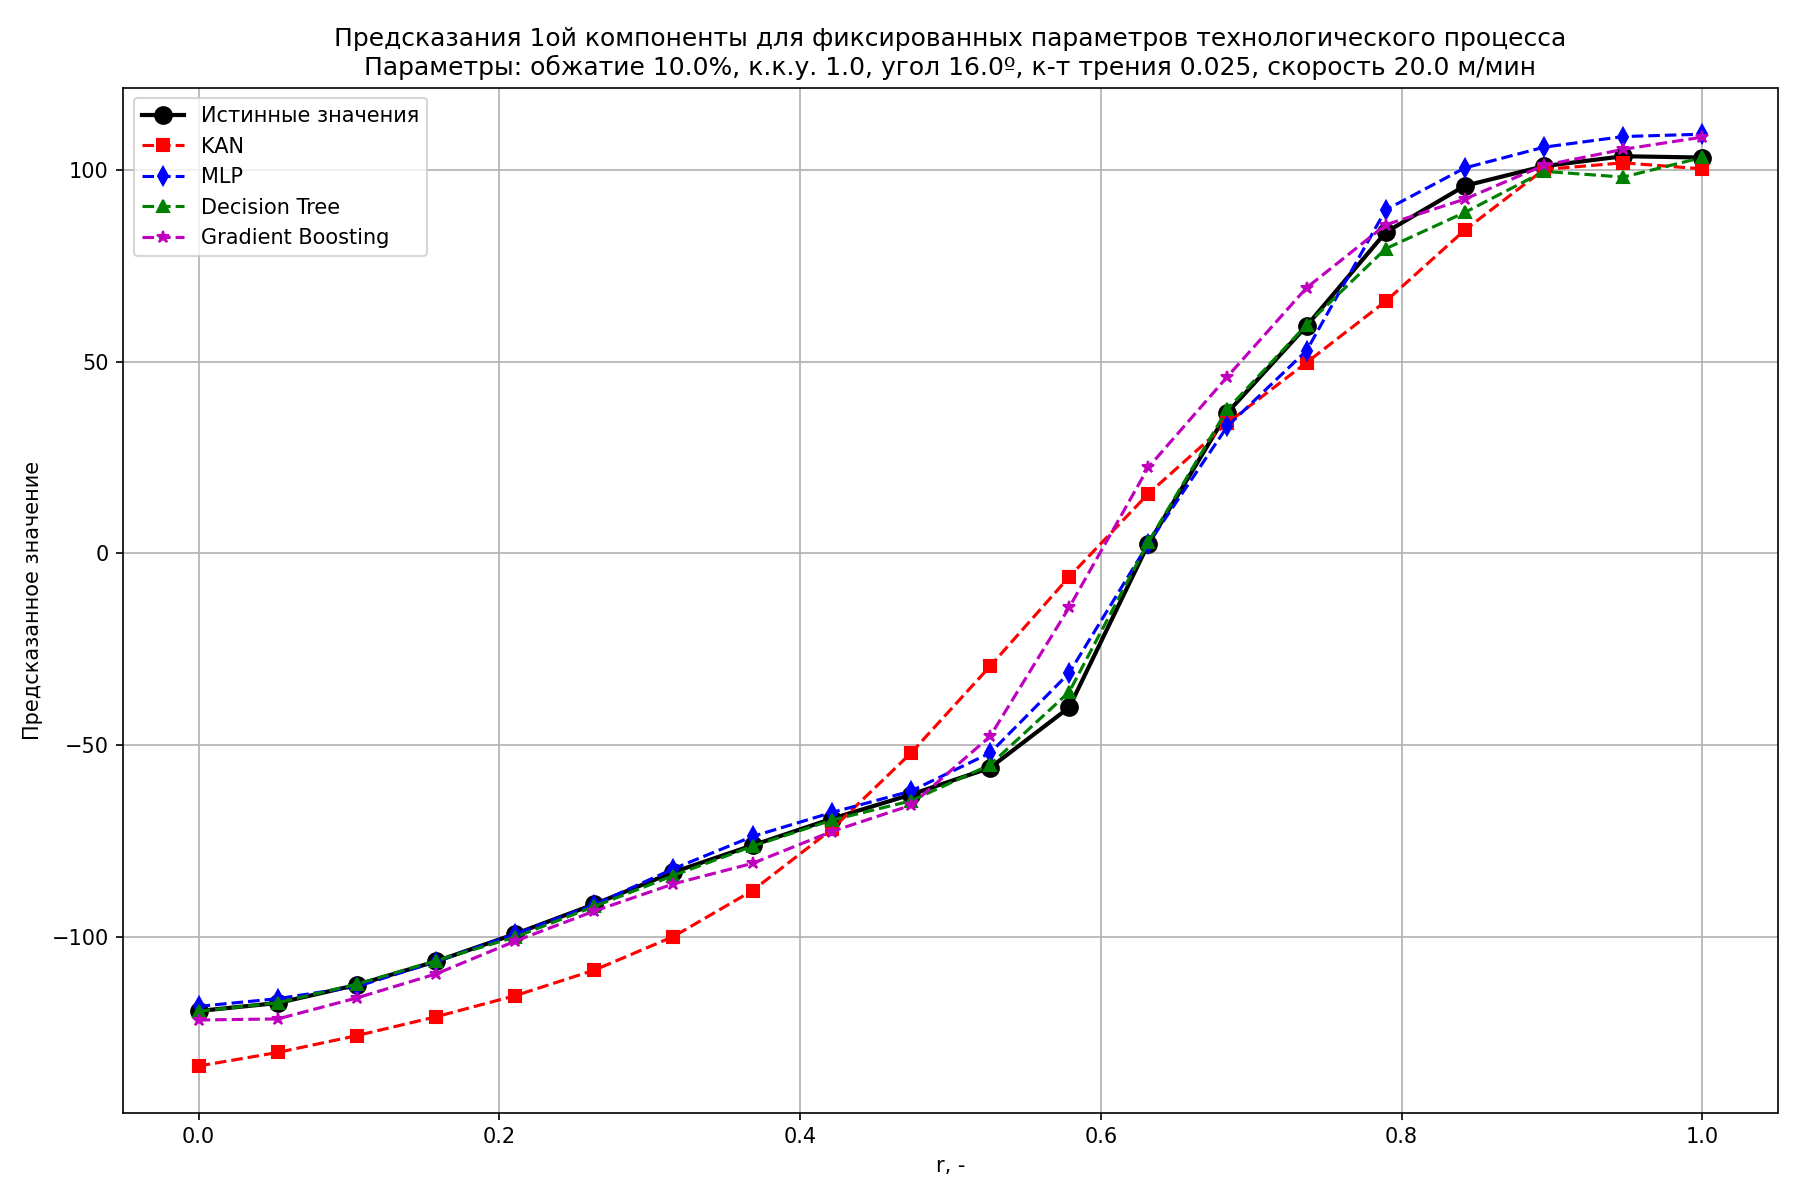 Предсказания 1ой компоненты для фиксированных параметров технологического процесса
Параметры: обжатие 10.0%, к.к.у. 1.0, угол 16.0º, к-т трения 0.025, скорость 20.0 м/мин
Истинные значения
KAN
MLP
Decision Tree
Gradient Boosting
Предсказанное значение
100
50
0
−50
−100
0.0
0.2
0.4
0.6
0.8
1.0
r, -